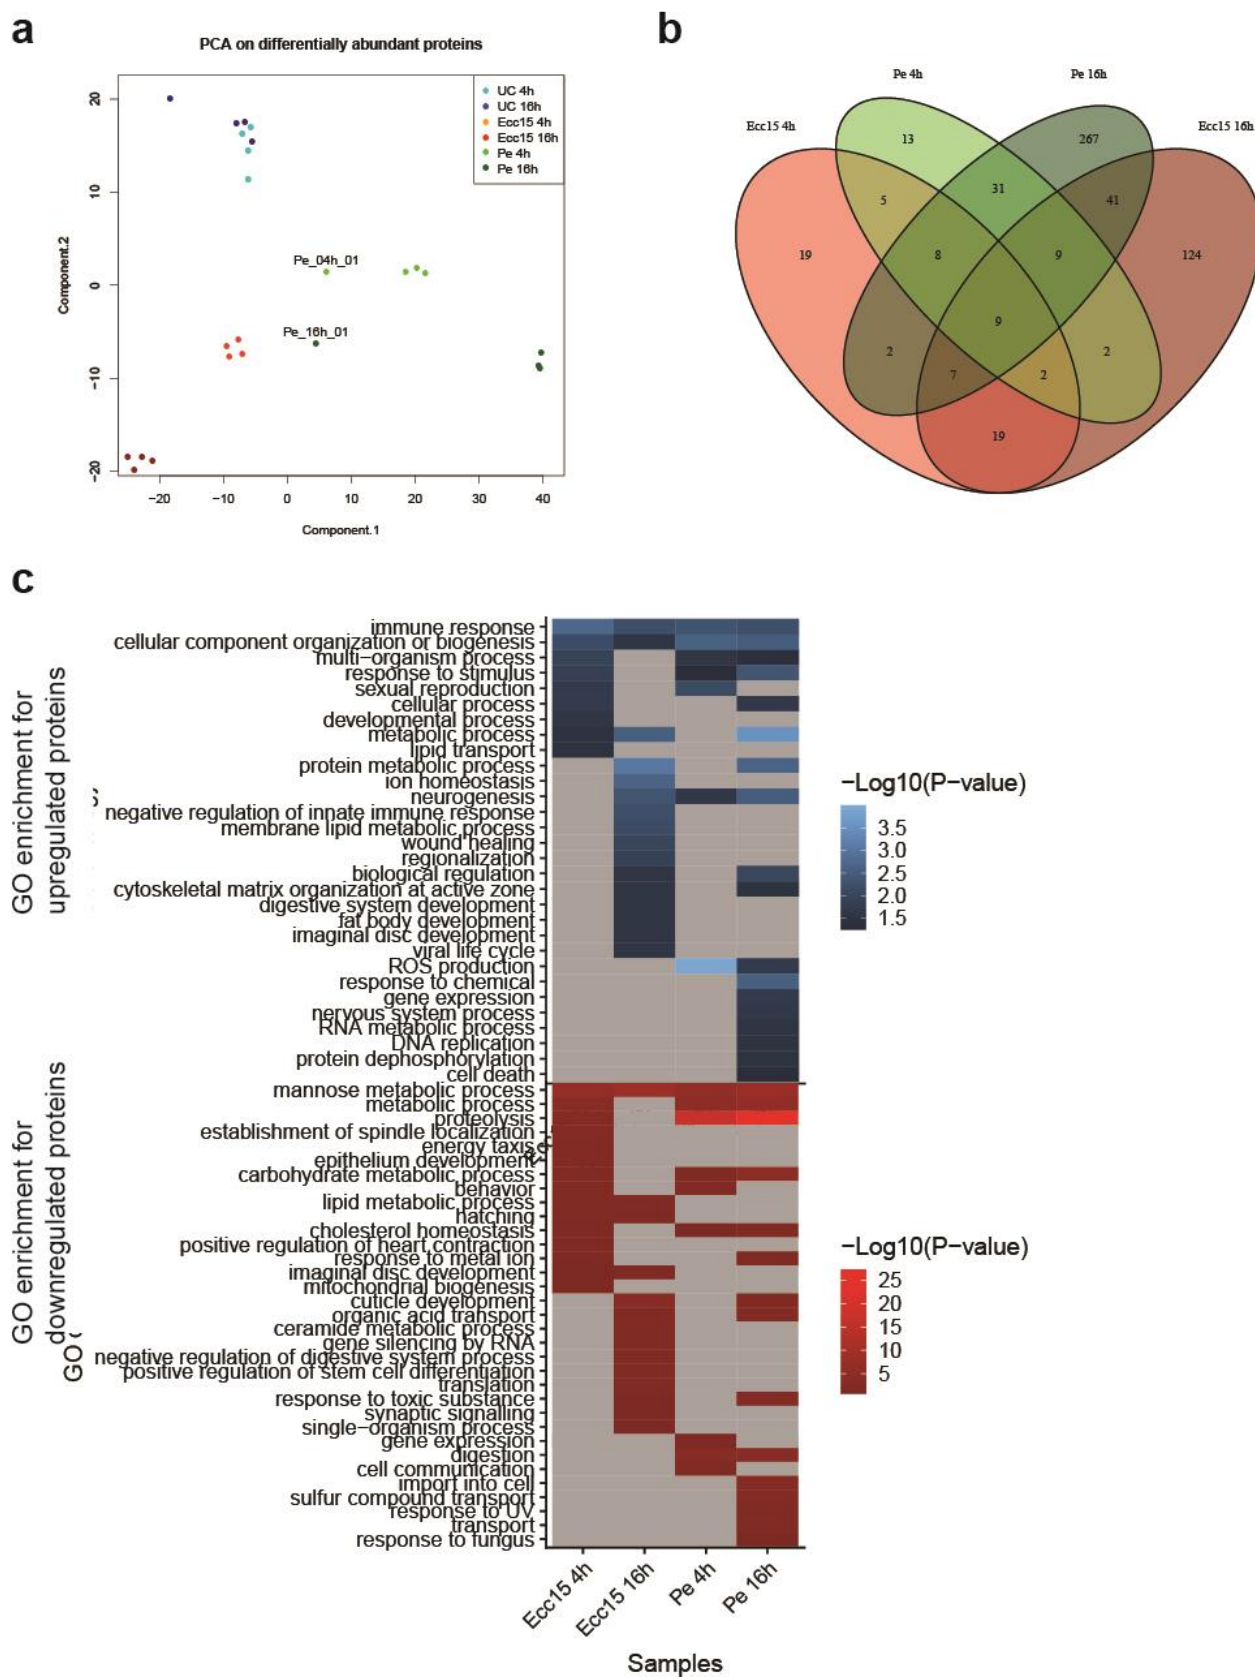 a
PCA on differentially abundant proteins
20
10
0
-10
-20
Component.2
UC 4h
UC 16h
Ecc15 4h
Ecc15 16h
Pe 4h
Pe 16h
Pe_04h_01
Pe_16h_01
−20
−10
0
10
20
30
40
Component.1
b
Pe 4h
Pe 16h
Ecc15 4h
Ecc15 16h
13
267
31
5
41
19
8
9
124
9
2
2
7
2
19
c
GO enrichment for
upregulated proteins
immune response
cellular component organization or biogenesis
multi−organism process
response to stimulus
sexual reproduction
cellular process
developmental process
metabolic process
lipid transport
protein metabolic process
ion homeostasis
neurogenesis
negative regulation of innate immune response
membrane lipid metabolic process
wound healing
regionalization
biological regulation
cytoskeletal matrix organization at active zone
digestive system development
fat body development
imaginal disc development
viral life cycle
ROS production
response to chemical
gene expression
nervous system process
RNA metabolic process
DNA replication
protein dephosphorylation
cell death
−Log10(P−value)
3.5
3.0
2.5
2.0
1.5
GO enrichment for
downregulated proteins
GO
mannose metabolic process
metabolic process
proteolysis
establishment of spindle localization
energy taxis
epithelium development
carbohydrate metabolic process
behavior
lipid metabolic process
hatching
cholesterol homeostasis
positive regulation of heart contraction
response to metal ion
imaginal disc development
mitochondrial biogenesis
cuticle development
organic acid transport
ceramide metabolic process
gene silencing by RNA
negative regulation of digestive system process
positive regulation of stem cell differentiation
translation
response to toxic substance
synaptic signalling
single−organism process
gene expression
digestion
cell communication
import into cell
sulfur compound transport
response to UV
transport
response to fungus
−Log10(P−value)
25
20
15
10
5
Ecc15 4h
Ecc15 16h
Pe 4h
Pe 16h
Samples